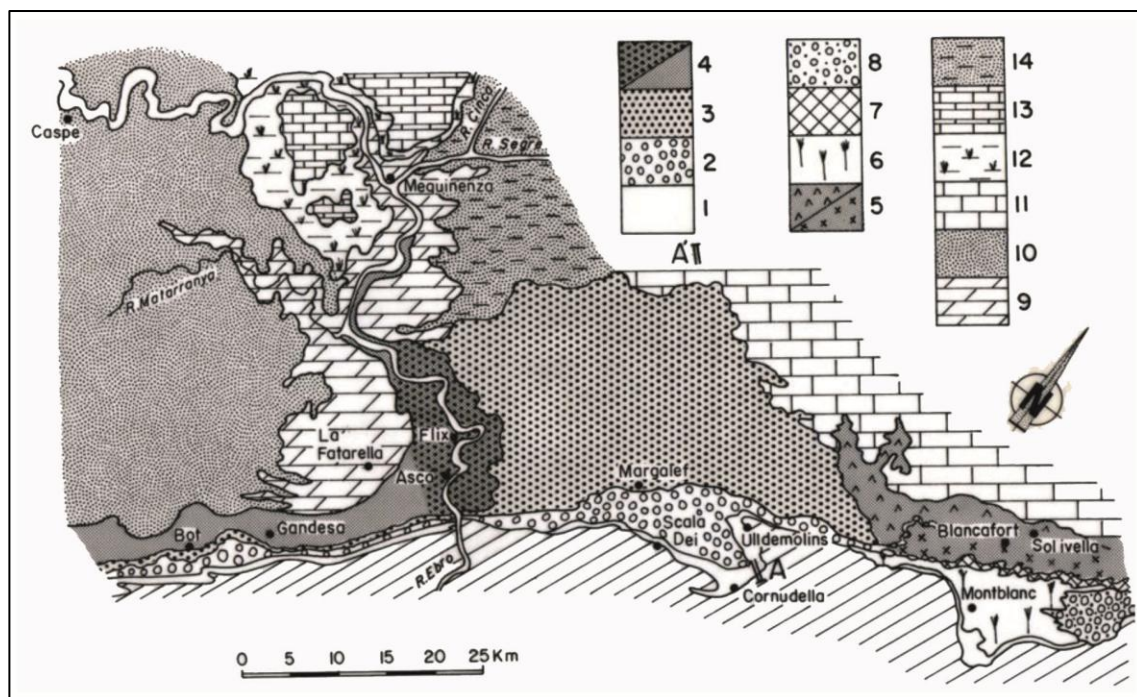 4
3
2
1
8
7
6
5
14
13
12
11
10
9
Caspe
R. Cinca
R. Segre
Mequinenza
R. Matarranya
A'
N
Flix
La
Fatarella
Asco
Margalef
Bot
Gandesa
Scala
Dei
Ulldemolins
Blancafort
Solivella
R. Ebro
A
Cornudella
Montblanc
0 5 10 15 20 25 Km